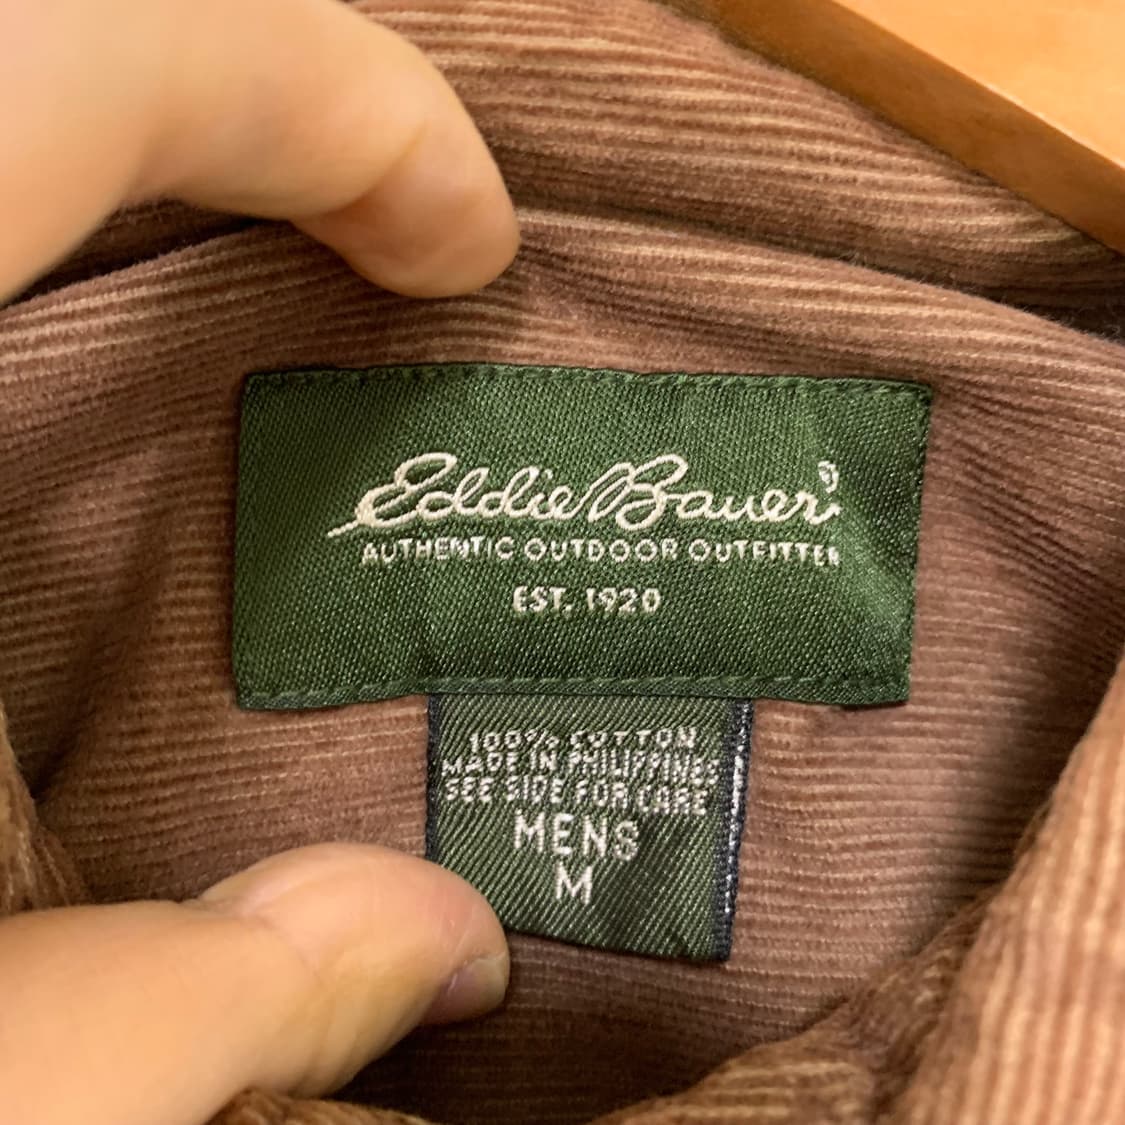 Eddie Bauer®
AUTHENTIC OUTDOOR OUTFITTER
EST. 1920
100% COTTON
MADE IN PHILIPPINES
SEE SIDE FOR CARE
MENS
M